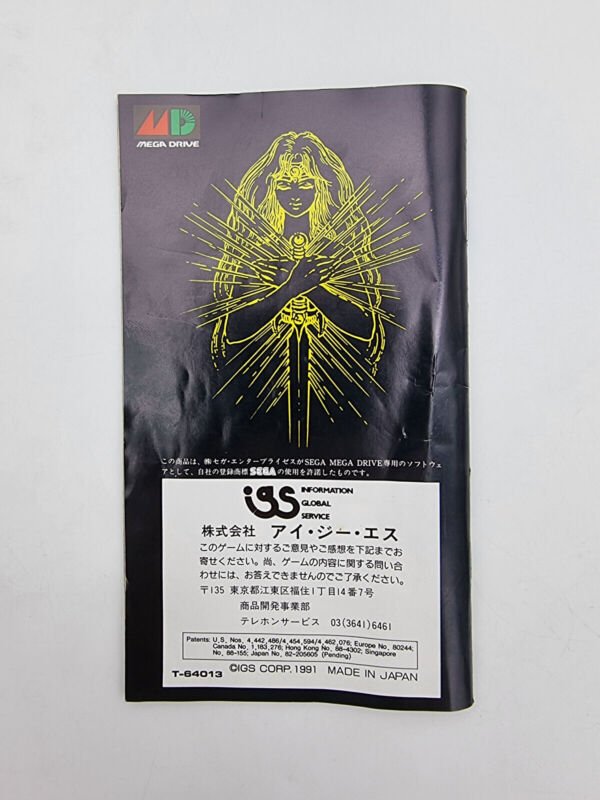 MD
MEGA DRIVE
この商品は、㈱セガ・エンタープライゼスがSEGA MEGA DRIVE専用のソフトウェ
アとして、自社の登録商標SEGAの使用を許諾したものです。
igs INFORMATION
GLOBAL
SERVICE
株式会社 アイ・ジー・エス
このゲームに対するご意見やご感想を下記までお
寄せください。尚、ゲームの内容に関する問い合
わせには、お答えできませんのでご了承ください。
〒135 東京都江東区福住1丁目14番7号
商品開発事業部
テレホンサービス 03(3641)6461
Patents: U.S. Nos. 4,442,486/4,454,594/4,462,076; Europe No. 80244;
Canada No. 1,183,276; Hong Kong No. 88-4302; Singapore
No. 88-155; Japan No. 82-205605 (Pending)
T-64013 ©IGS CORP. 1991 MADE IN JAPAN